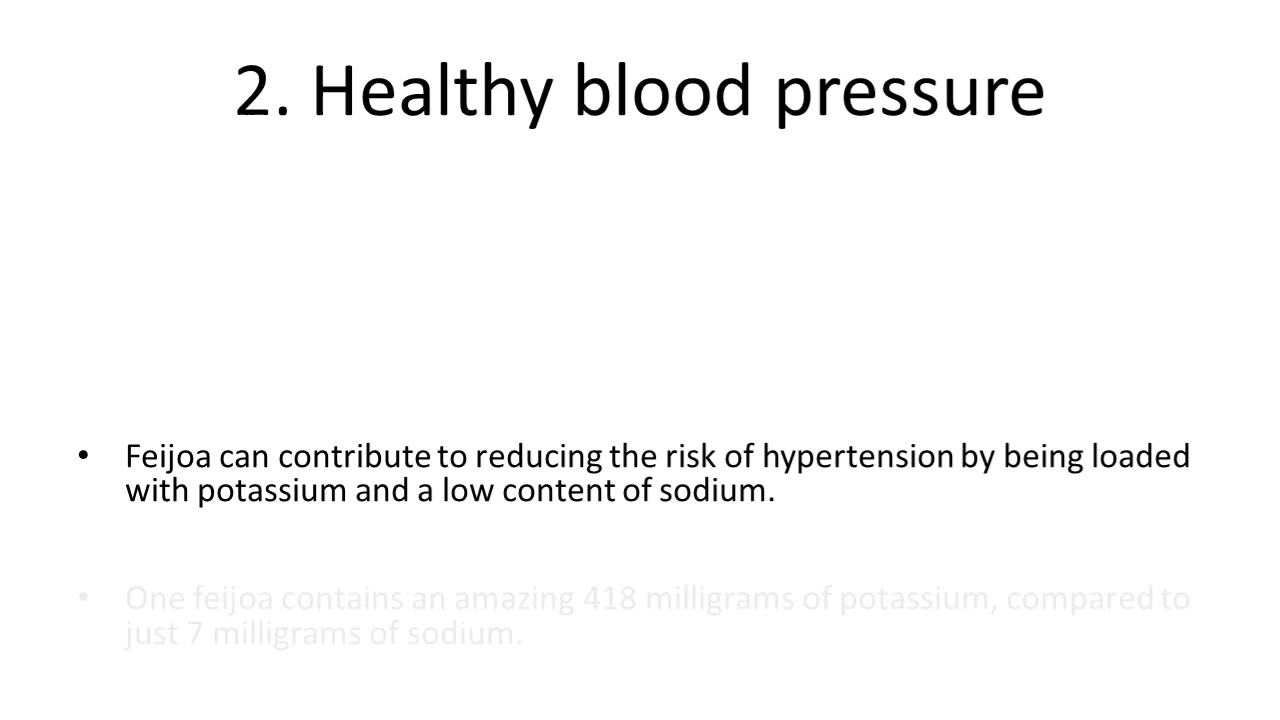 2. Healthy blood pressure
• Feijoa can contribute to reducing the risk of hypertension by being loaded
with potassium and a low content of sodium.
• One feijoa contains an amazing 418 milligrams of potassium, compared to
just 7 milligrams of sodium.